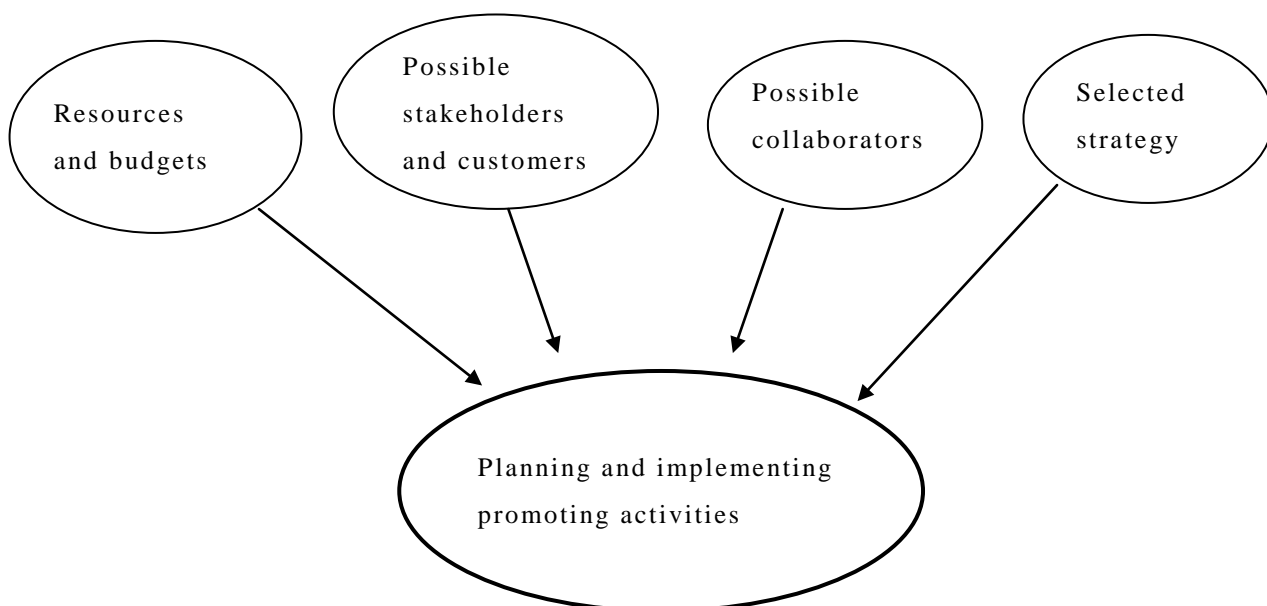 Resources
and budgets
Possible
stakeholders
and customers
Possible
collaborators
Selected
strategy
Planning and implementing
promoting activities